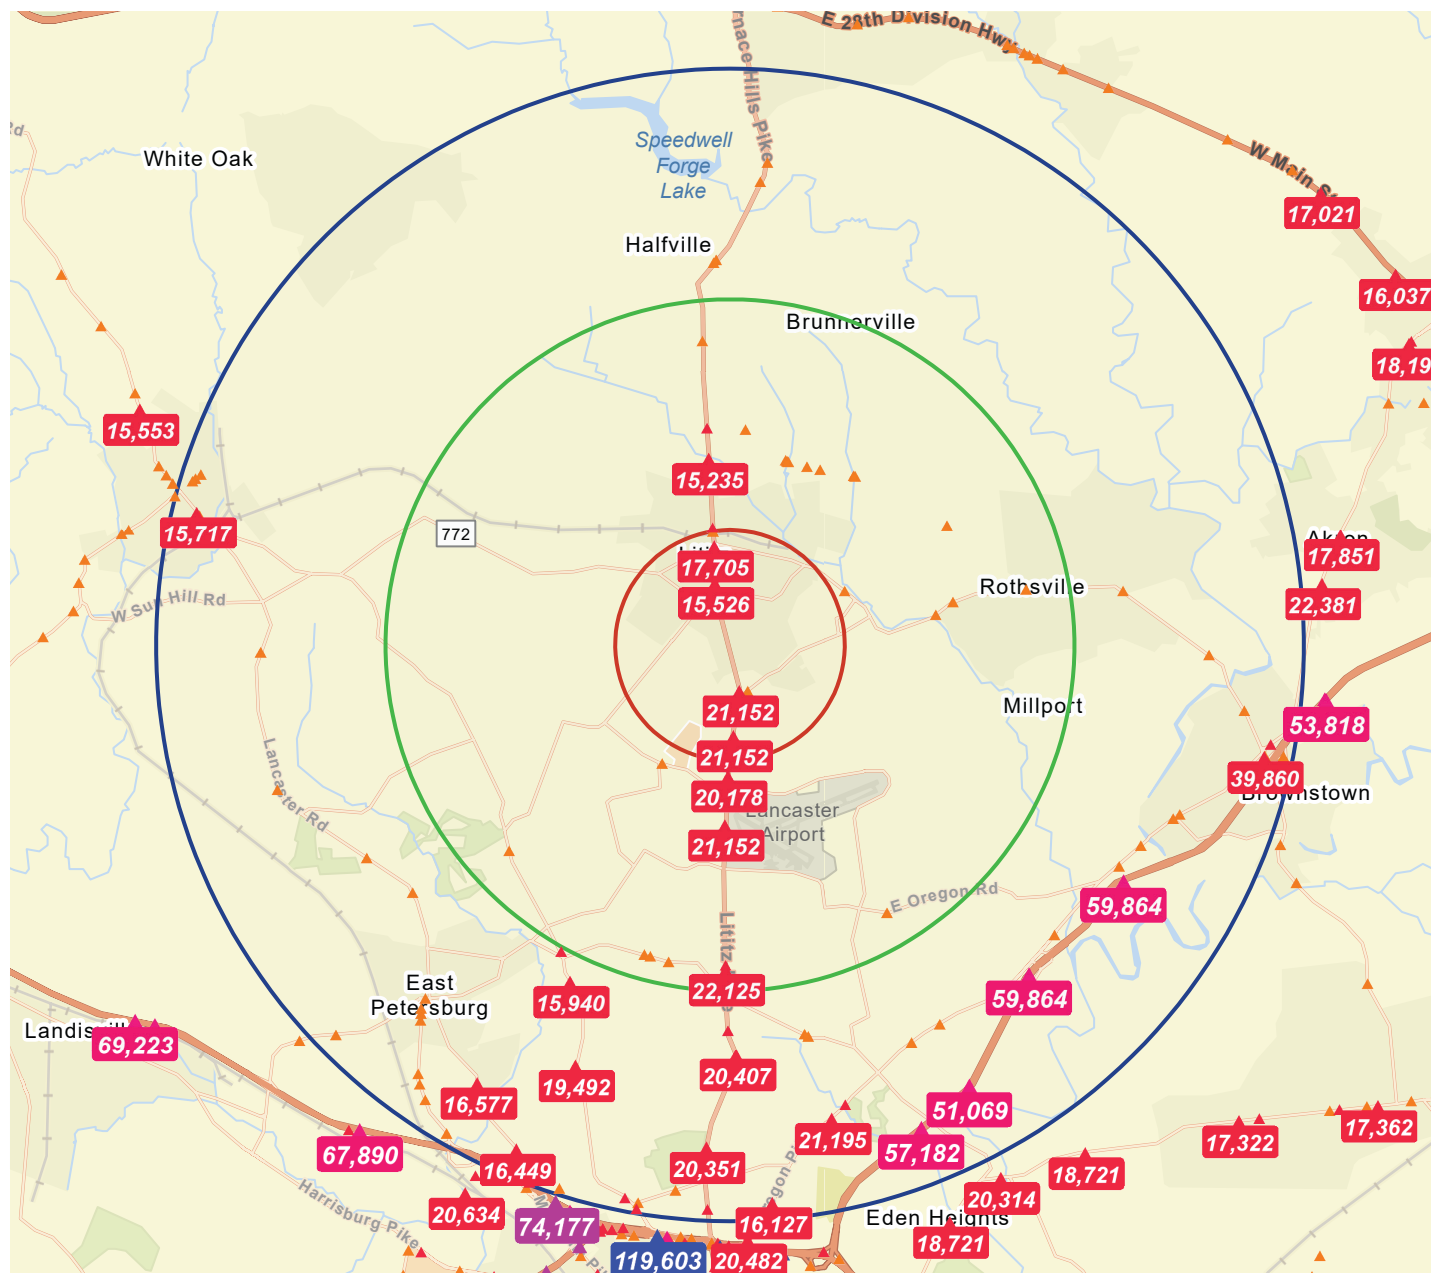 E 28th Division Hwy
rnace Hills Pike
Rd
White Oak
Speedwell
Forge
Lake
W Main
17,021
Halfville
16,037
Brunnerville
18,19
15,553
15,235
15,717
772
17,705
17,851
15,526
Rothsville
22,381
W Sun Hill Rd
21,152
Millport
53,818
21,152
39,860
Brownstown
Lancaster Rd
20,178
Lancaster
Airport
21,152
E Oregon Rd
59,864
Lititz
East
Petersburg
22,125
15,940
59,864
69,223
20,407
19,492
16,577
51,069
21,195
17,322
17,362
67,890
57,182
16,449
20,351
18,721
Harrisburg Pike
20,634
20,314
74,177
16,127
Eden Heights
18,721
119,603
20,482